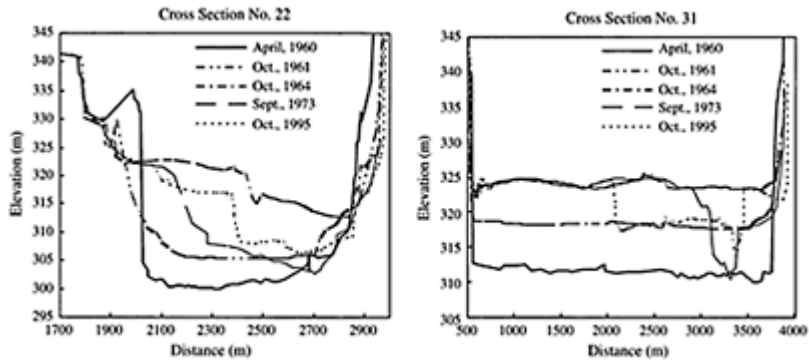 Cross Section No. 22
345
340
335
330
325
320
315
310
305
300
295
Elevation (m)
April, 1960
Oct., 1961
Oct., 1964
Sept., 1973
Oct., 1995
1700 1900 2100 2300 2500 2700 2900
Distance (m)
Cross Section No. 31
345
340
335
330
325
320
315
310
305
Elevation (m)
April, 1960
Oct., 1961
Oct., 1964
Sept., 1973
Oct., 1995
500 1000 1500 2000 2500 3000 3500 4000
Distance (m)